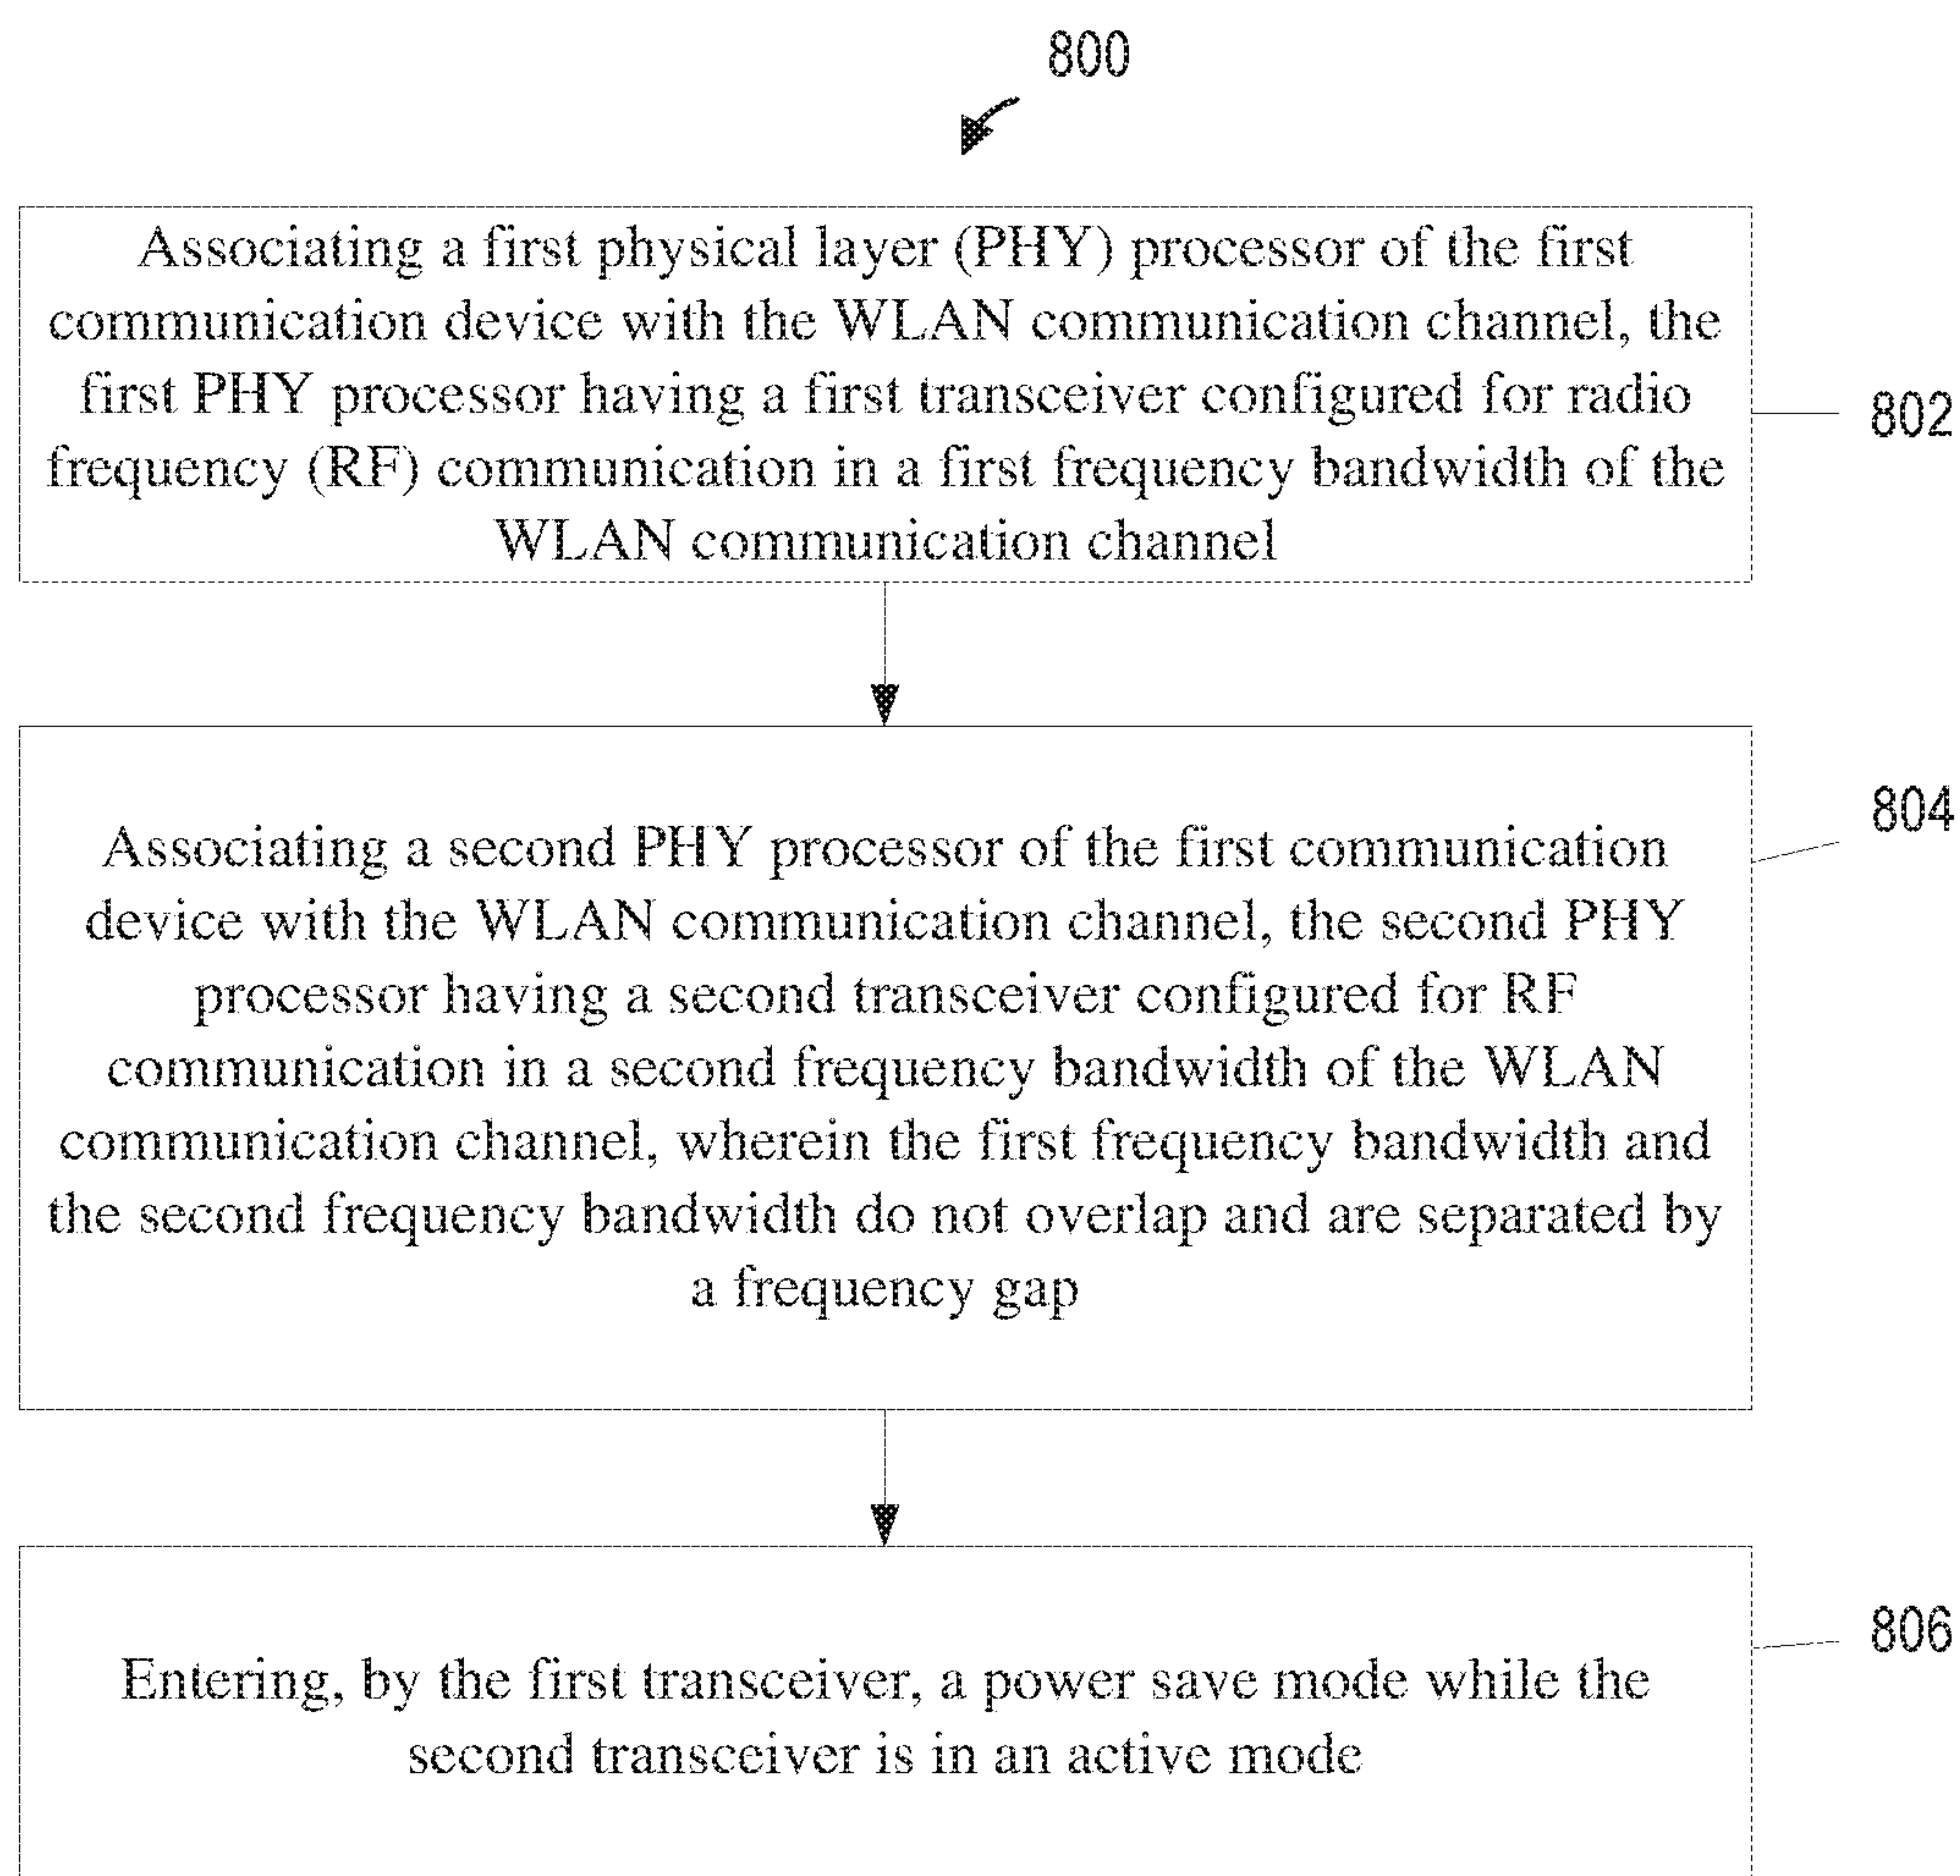 800
Associating a first physical layer (PHY) processor of the first
communication device with the WLAN communication channel, the
first PHY processor having a first transceiver configured for radio
frequency (RF) communication in a first frequency bandwidth of the
WLAN communication channel
802
804
Associating a second PHY processor of the first communication
device with the WLAN communication channel, the second PHY
processor having a second transceiver configured for RF
communication in a second frequency bandwidth of the WLAN
communication channel, wherein the first frequency bandwidth and
the second frequency bandwidth do not overlap and are separated by
a frequency gap
806
Entering, by the first transceiver, a power save mode while the
second transceiver is in an active mode